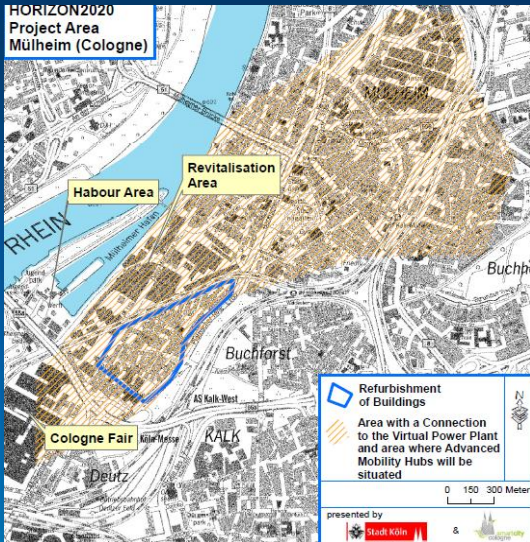 HORIZON2020
Project Area
Mülheim (Cologne)
MÜLHEIM
Revitalisation
Area
Habour Area
RHEIN
Mülheimer Hafen
Buchforst
AS Kalk-West
Cologne Fair
Köln-Messe
KALK
Deutz
Refurbishment
of Buildings
Area with a Connection
to the Virtual Power Plant
and area where Advanced
Mobility Hubs will be
situated
0 150 300 Meter
presented by
Stadt Köln
&
smartcity
cologne